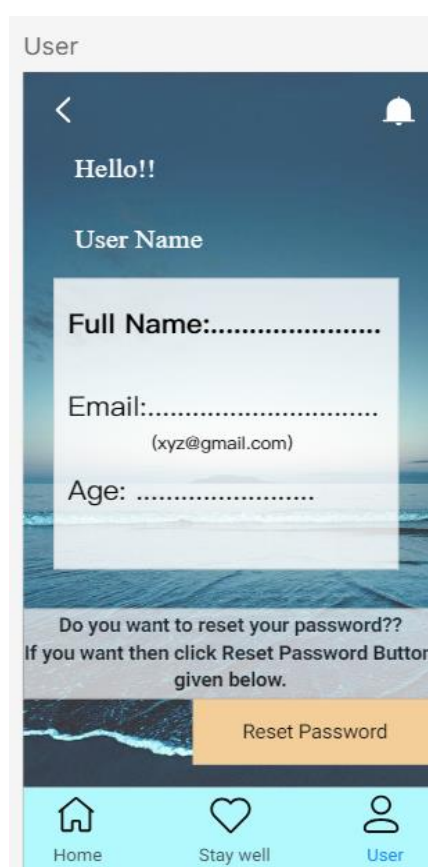 User
Hello!!
User Name
Full Name:......................
Email:...............................
(xyz@gmail.com)
Age: ........................
Do you want to reset your password??
If you want then click Reset Password Button
given below.
Reset Password
Home
Stay well
User